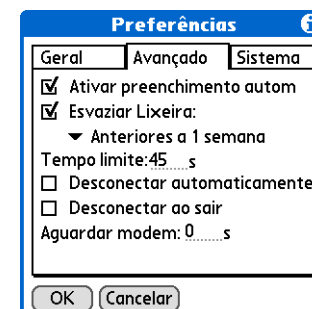 Preferências
Geral Avançado Sistema
Ativar preenchimento autom
Esvaziar Lixeira:
Anteriores a 1 semana
Tempo limite: 45 s
Desconectar automaticamente
Desconectar ao sair
Aguardar modem: 0 s
OK Cancelar